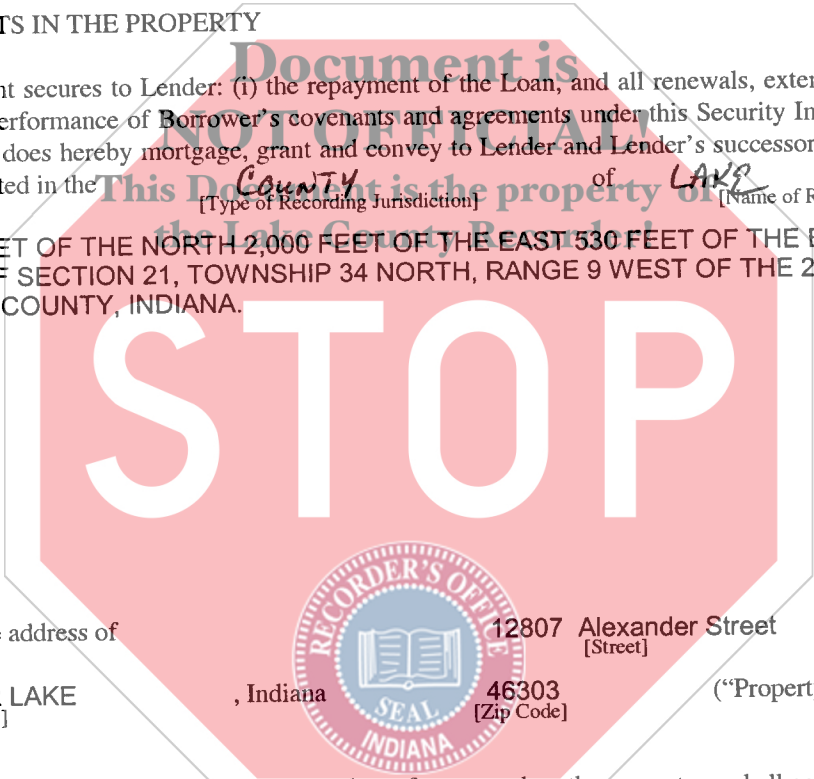 TS IN THE PROPERTY
Document is
nt secures to Lender: (i) the repayment of the Loan, and all renewals, exten
erformance of Borrower's covenants and agreements under this Security In
NOT OFFICIAL!
does hereby mortgage, grant and convey to Lender and Lender's successor
ted in the COUNTY of LAKE
This Document is the property of
[Type of Recording Jurisdiction] [Name of R
the Lake County Recorder!
ET OF THE NORTH 2,000 FEET OF THE EAST 530 FEET OF THE E
F SECTION 21, TOWNSHIP 34 NORTH, RANGE 9 WEST OF THE 2
COUNTY, INDIANA.
STOP
RECORDER'S OFFICE
SEAL
INDIANA
address of 12807 Alexander Street
[Street]
LAKE , Indiana 46303 ("Propert
] [Zip Code]